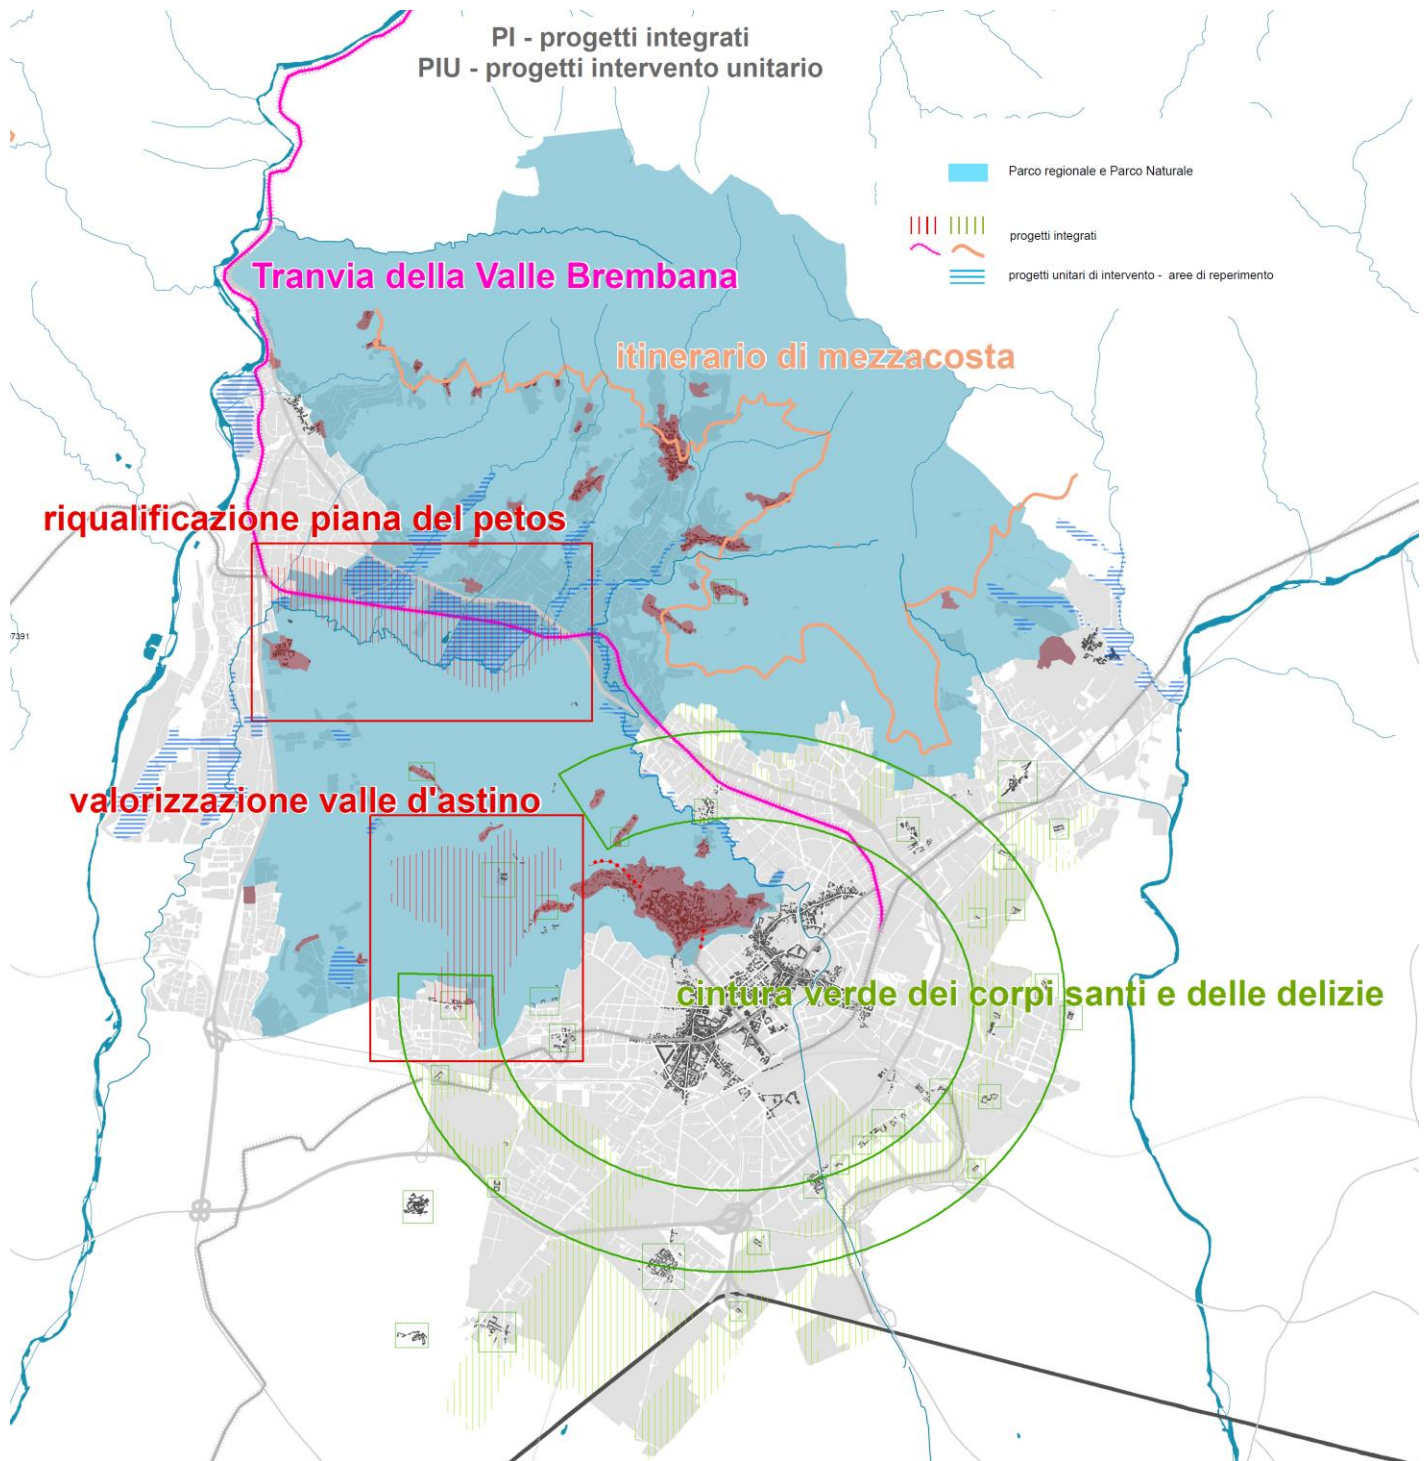 PI - progetti integrati
PIU - progetti intervento unitario
Parco regionale e Parco Naturale
progetti integrati
progetti unitari di intervento - aree di reperimento
Tranvia della Valle Brembana
itinerario di mezzacosta
riqualificazione piana del petos
7391
valorizzazione valle d'astino
cintura verde dei corpi santi e delle delizie